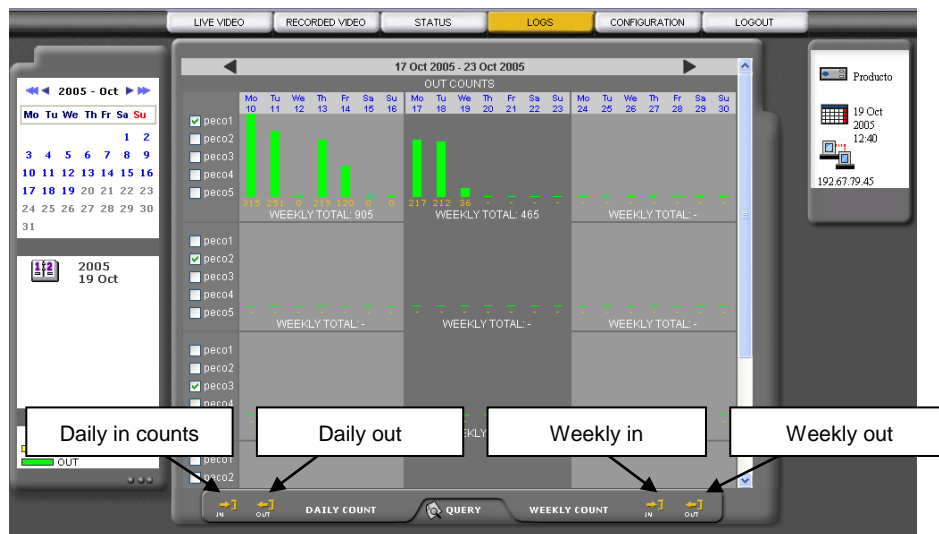 LIVE VIDEO RECORDED VIDEO STATUS LOGS CONFIGURATION LOGOUT
2005 - Oct
Mo Tu We Th Fr Sa Su
1 2
3 4 5 6 7 8 9
10 11 12 13 14 15 16
17 18 19 20 21 22 23
24 25 26 27 28 29 30
31
2005
19 Oct
OUT
17 Oct 2005 - 23 Oct 2005
OUT COUNTS
Mo Tu We Th Fr Sa Su Mo Tu We Th Fr Sa Su Mo Tu We Th Fr Sa Su
10 11 12 13 14 15 16 17 18 19 20 21 22 23 24 25 26 27 28 29 30
peco1
peco2
peco3
peco4
peco5
315 251 0 219 120 0 0 217 212 36 - - - - - - - - - - -
WEEKLY TOTAL: 905 WEEKLY TOTAL: 465 WEEKLY TOTAL: -
peco1
peco2
peco3
peco4
peco5
- - - - - - - - - - - - - - - - - - - - -
WEEKLY TOTAL: - WEEKLY TOTAL: - WEEKLY TOTAL: -
peco1
peco2
peco3
peco4
peco1
peco2
Daily in counts Daily out Weekly in Weekly out
IN OUT DAILY COUNT QUERY WEEKLY COUNT IN OUT
Producto
19 Oct
2005
12:40
192.67.79.45